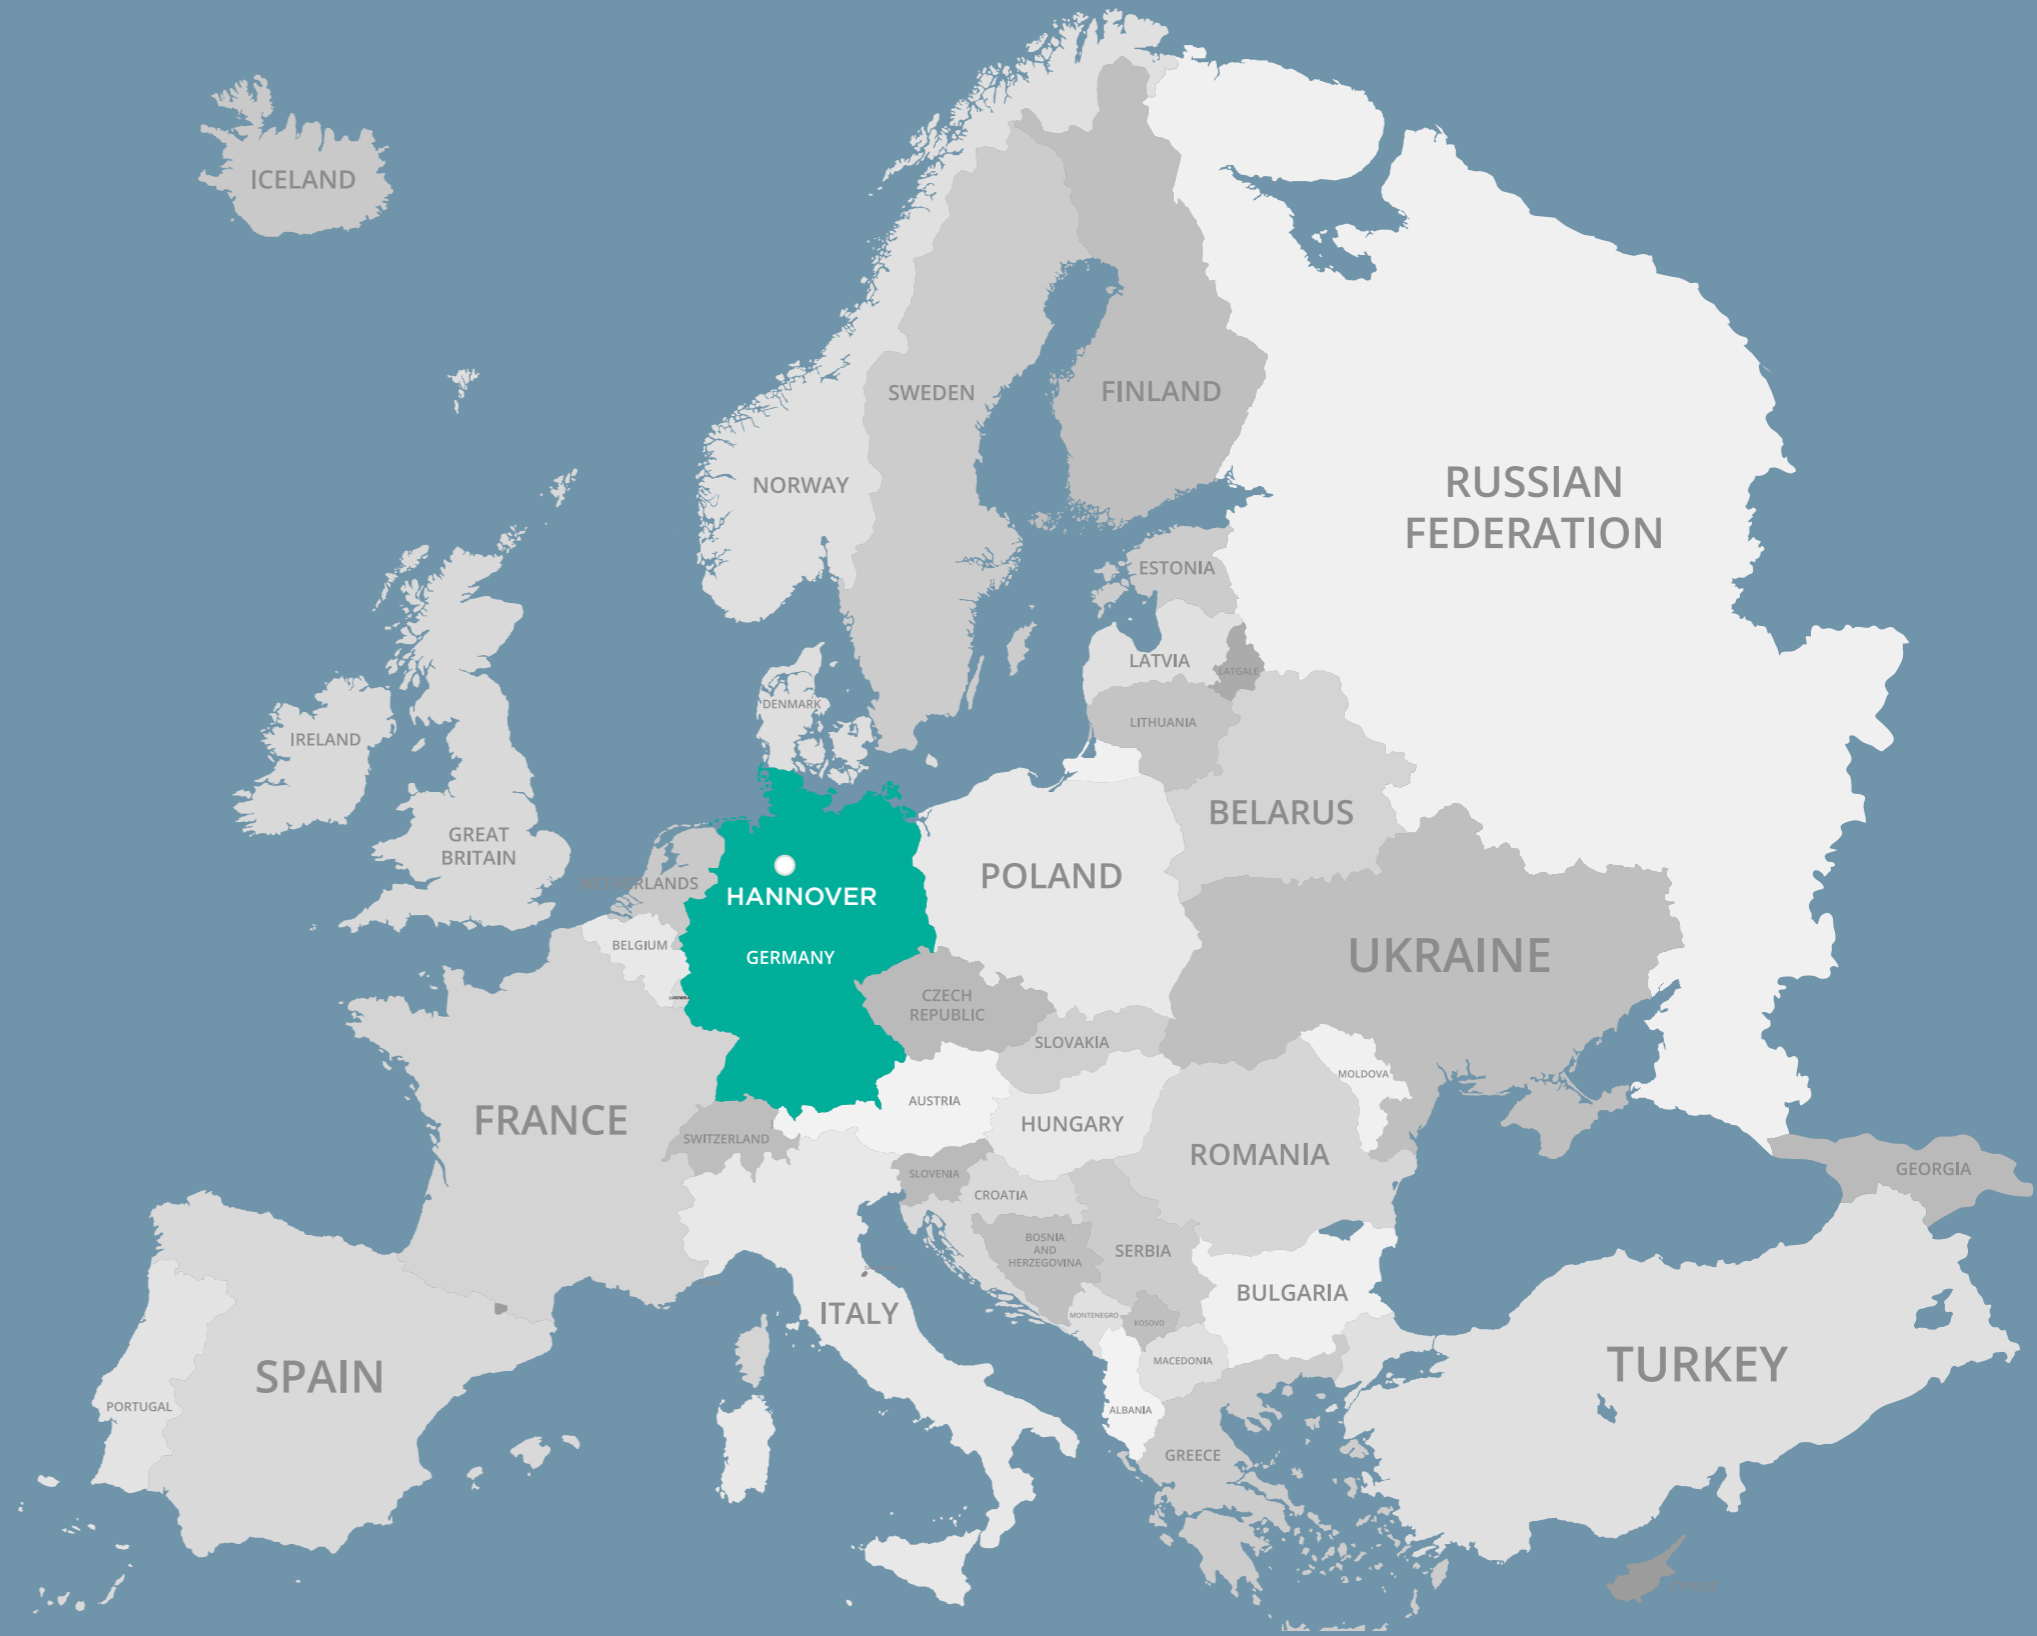 ICELAND
SWEDEN
FINLAND
NORWAY
RUSSIAN
FEDERATION
ESTONIA
LATVIA
LATGALE
DENMARK
LITHUANIA
IRELAND
GREAT
BRITAIN
BELARUS
POLAND
NETHERLANDS
HANNOVER
BELGIUM
GERMANY
UKRAINE
CZECH
REPUBLIC
SLOVAKIA
MOLDOVA
AUSTRIA
FRANCE
HUNGARY
SWITZERLAND
ROMANIA
GEORGIA
SLOVENIA
CROATIA
BOSNIA
AND
HERZEGOVINA
SERBIA
BULGARIA
ITALY
MONTENEGRO
KOSOVO
MACEDONIA
TURKEY
SPAIN
PORTUGAL
ALBANIA
GREECE